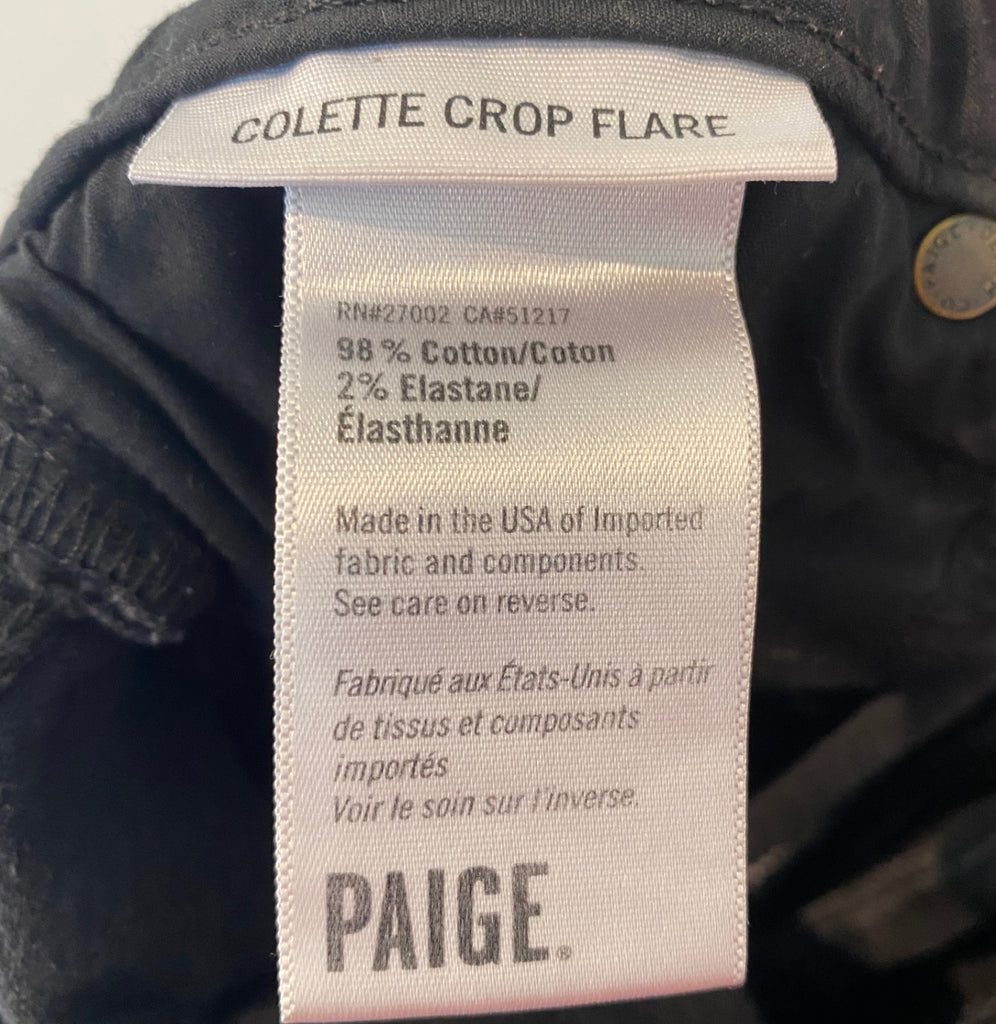 COLETTE CROP FLARE
RN#27002 CA#51217
98% Cotton/Coton
2% Elastane/
Élasthanne
Made in the USA of Imported
fabric and components.
See care on reverse.
Fabriqué aux États-Unis à partir
de tissus et composants
importés
Voir le soin sur l'inverse.
PAIGE®
PAIGE